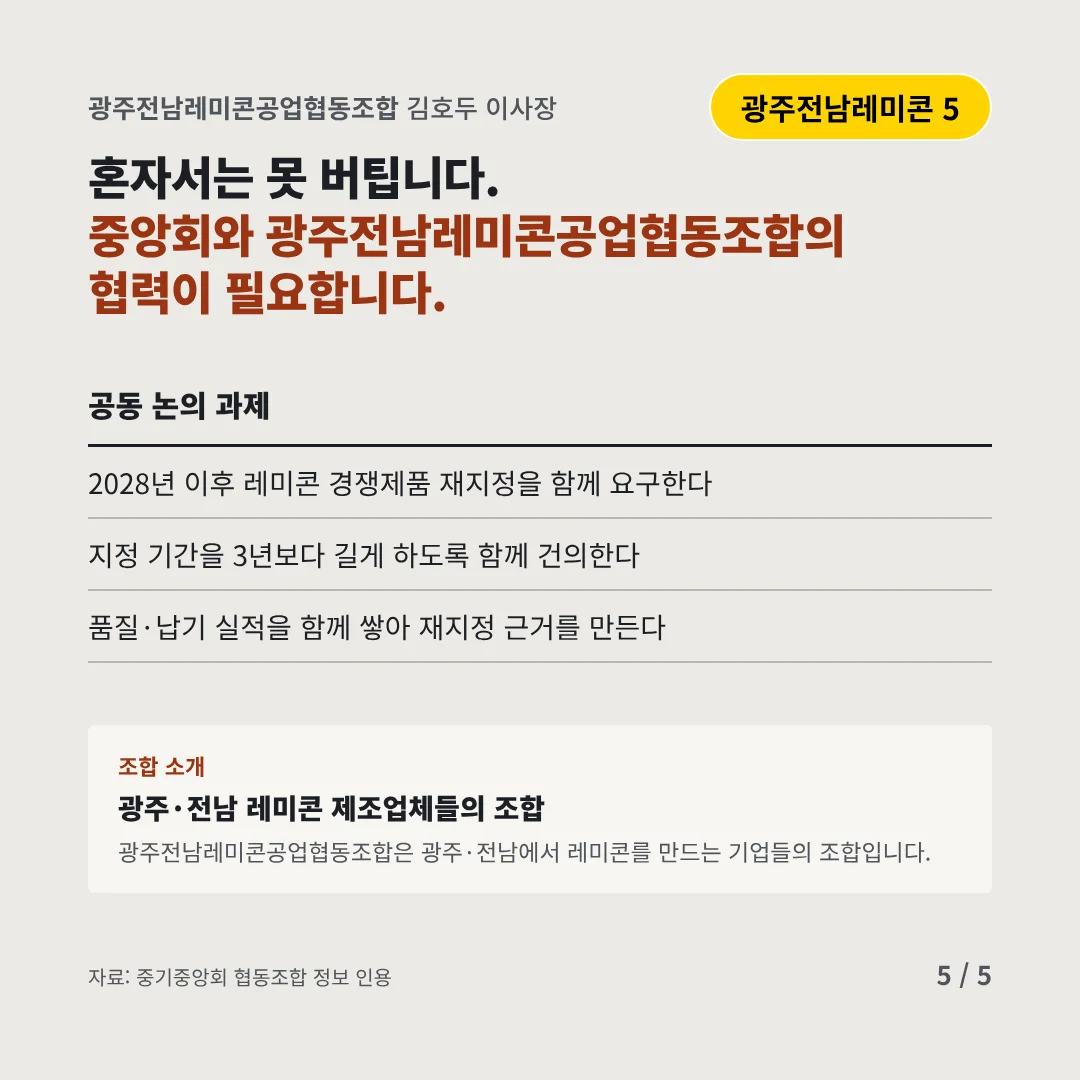 광주전남레미콘공업협동조합 김호두 이사장
광주전남레미콘 5
혼자서는 못 버팁니다.
중앙회와 광주전남레미콘공업협동조합의
협력이 필요합니다.
공동 논의 과제
2028년 이후 레미콘 경쟁제품 재지정을 함께 요구한다
지정 기간을 3년보다 길게 하도록 함께 건의한다
품질·납기 실적을 함께 쌓아 재지정 근거를 만든다
조합 소개
광주·전남 레미콘 제조업체들의 조합
광주전남레미콘공업협동조합은 광주·전남에서 레미콘를 만드는 기업들의 조합입니다.
자료: 중기중앙회 협동조합 정보 인용
5 / 5